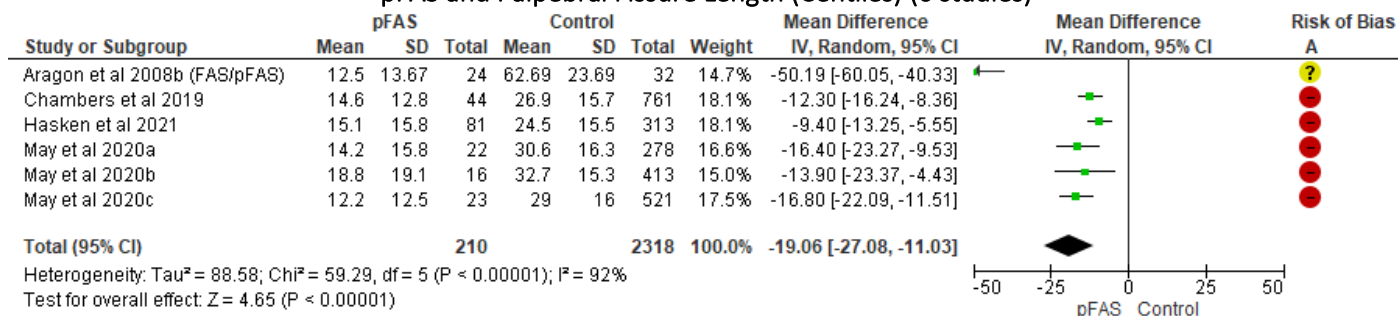 pFAS and Palpebral Fissure Length (Centiles) (6 studies)
pFAS Control Mean Difference Mean Difference Risk of Bias
Study or Subgroup Mean SD Total Mean SD Total Weight IV, Random, 95% CI IV, Random, 95% CI A
Aragon et al 2008b (FAS/pFAS) 12.5 13.67 24 62.69 23.69 32 14.7% -50.19 [-60.05, -40.33] ?
Chambers et al 2019 14.6 12.8 44 26.9 15.7 761 18.1% -12.30 [-16.24, -8.36] -
Hasken et al 2021 15.1 15.8 81 24.5 15.5 313 18.1% -9.40 [-13.25, -5.55] -
May et al 2020a 14.2 15.8 22 30.6 16.3 278 16.6% -16.40 [-23.27, -9.53] -
May et al 2020b 18.8 19.1 16 32.7 15.3 413 15.0% -13.90 [-23.37, -4.43] -
May et al 2020c 12.2 12.5 23 29 16 521 17.5% -16.80 [-22.09, -11.51] -
Total (95% CI) 210 2318 100.0% -19.06 [-27.08, -11.03]
Heterogeneity: Tau² = 88.58; Chi² = 59.29, df = 5 (P < 0.00001); I² = 92%
Test for overall effect: Z = 4.65 (P < 0.00001)
-50 -25 0 25 50
pFAS Control